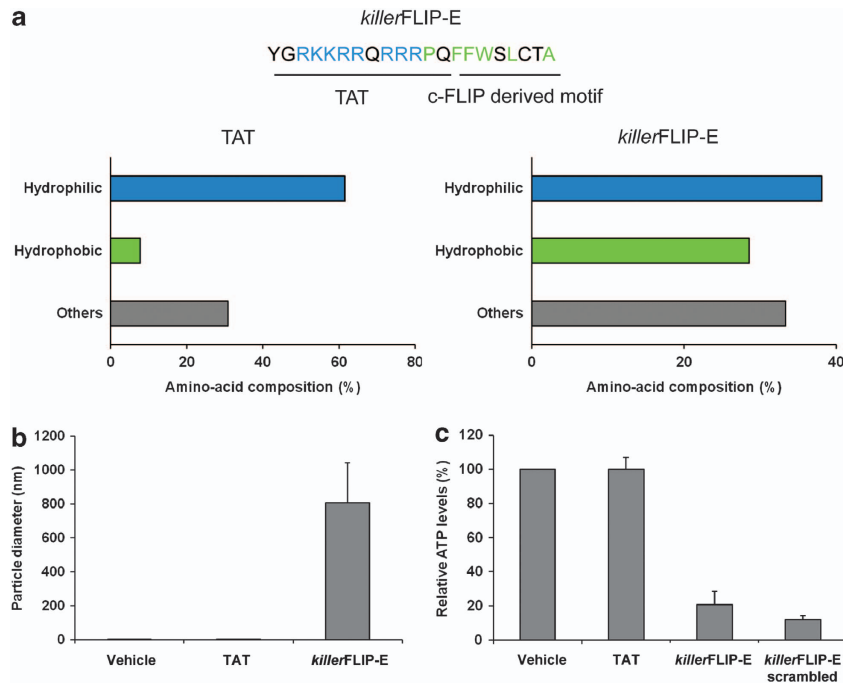 a
killerFLIP-E
YGRKKRRQRRRPQFFWSLCTA
TAT
c-FLIP derived motif
TAT
Hydrophilic
Hydrophobic
Others
0 20 40 60 80
Amino-acid composition (%)
killerFLIP-E
Hydrophilic
Hydrophobic
Others
0 20 40
Amino-acid composition (%)
b
Particle diameter (nm)
1200
1000
800
600
400
200
0
Vehicle TAT killerFLIP-E
c
Relative ATP levels (%)
120
100
80
60
40
20
0
Vehicle TAT killerFLIP-E killerFLIP-E
scrambled